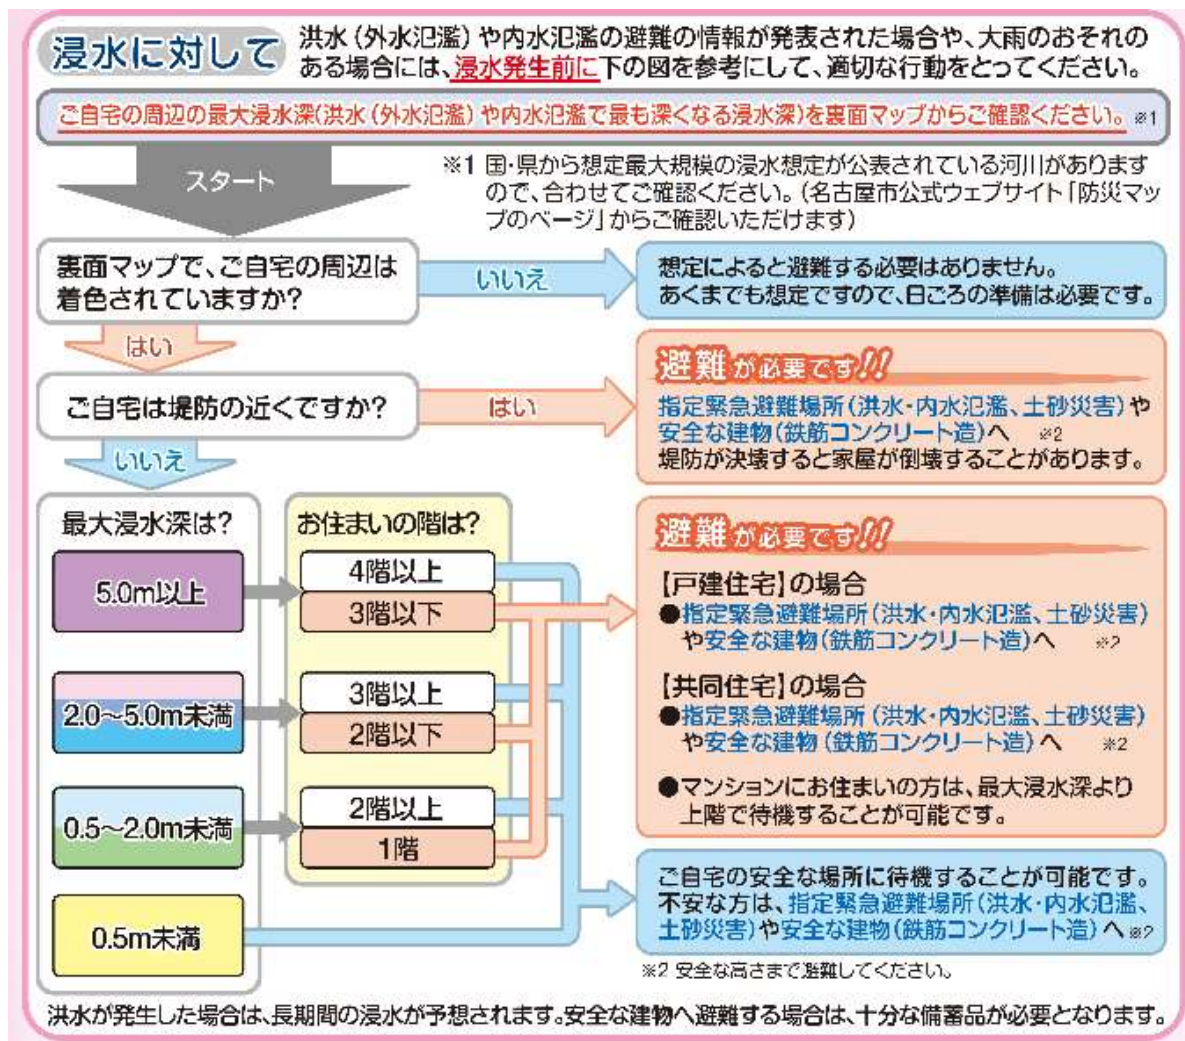 浸水に対して
洪水(外水氾濫)や内水氾濫の避難の情報が発表された場合や、大雨のおそれの
ある場合には、浸水発生前に下の図を参考にして、適切な行動をとってください。
ご自宅の周辺の最大浸水深(洪水(外水氾濫)や内水氾濫で最も深くなる浸水深)を裏面マップからご確認ください。※1
スタート
※1 国・県から想定最大規模の浸水想定が公表されている河川があります
ので、合わせてご確認ください。(名古屋市公式ウェブサイト「防災マッ
プのページ」からご確認いただけます)
裏面マップで、ご自宅の周辺は
着色されていますか?
いいえ
想定によると避難する必要はありません。
あくまでも想定ですので、日ごろの準備は必要です。
はい
ご自宅は堤防の近くですか?
はい
避難が必要です!!
指定緊急避難場所(洪水・内水氾濫、土砂災害)や
安全な建物(鉄筋コンクリート造)へ ※2
堤防が決壊すると家屋が倒壊することがあります。
いいえ
最大浸水深は?
5.0m以上
2.0～5.0m未満
0.5～2.0m未満
0.5m未満
お住まいの階は?
4階以上
3階以下
3階以上
2階以下
2階以上
1階
避難が必要です!!
【戸建住宅】の場合
●指定緊急避難場所(洪水・内水氾濫、土砂災害)
や安全な建物(鉄筋コンクリート造)へ ※2
【共同住宅】の場合
●指定緊急避難場所(洪水・内水氾濫、土砂災害)
や安全な建物(鉄筋コンクリート造)へ ※2
●マンションにお住まいの方は、最大浸水深より
上階で待機することが可能です。
ご自宅の安全な場所に待機することが可能です。
不安な方は、指定緊急避難場所(洪水・内水氾濫、
土砂災害)や安全な建物(鉄筋コンクリート造)へ※2
※2 安全な高さまで避難してください。
洪水が発生した場合は、長期間の浸水が予想されます。安全な建物へ避難する場合は、十分な備蓄品が必要となります。